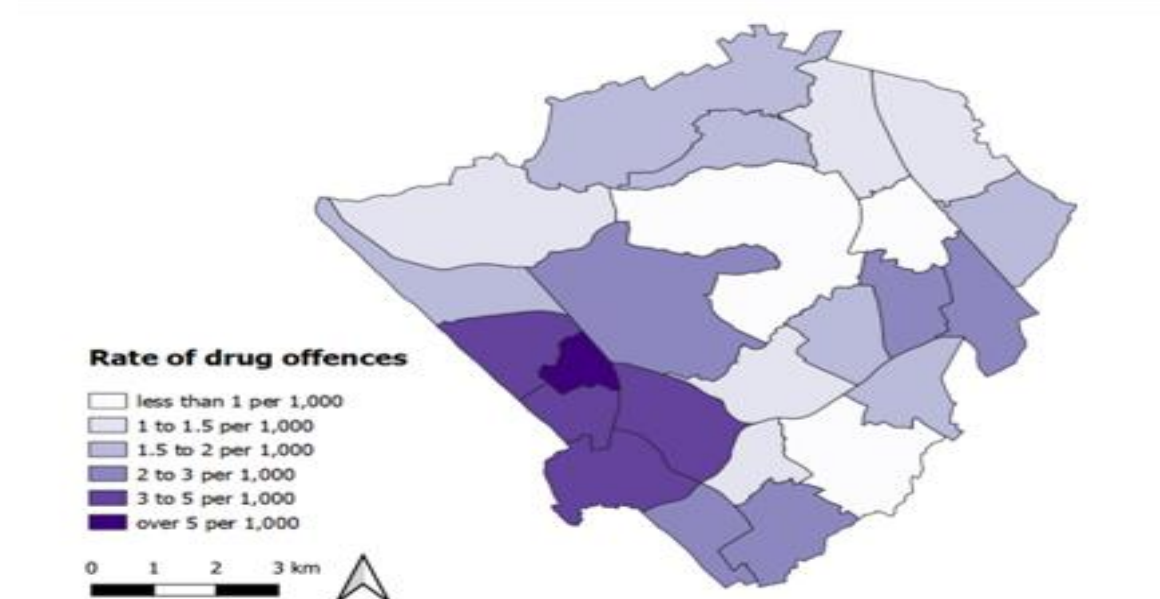 Rate of drug offences
less than 1 per 1,000
1 to 1.5 per 1,000
1.5 to 2 per 1,000
2 to 3 per 1,000
3 to 5 per 1,000
over 5 per 1,000
0 1 2 3 km